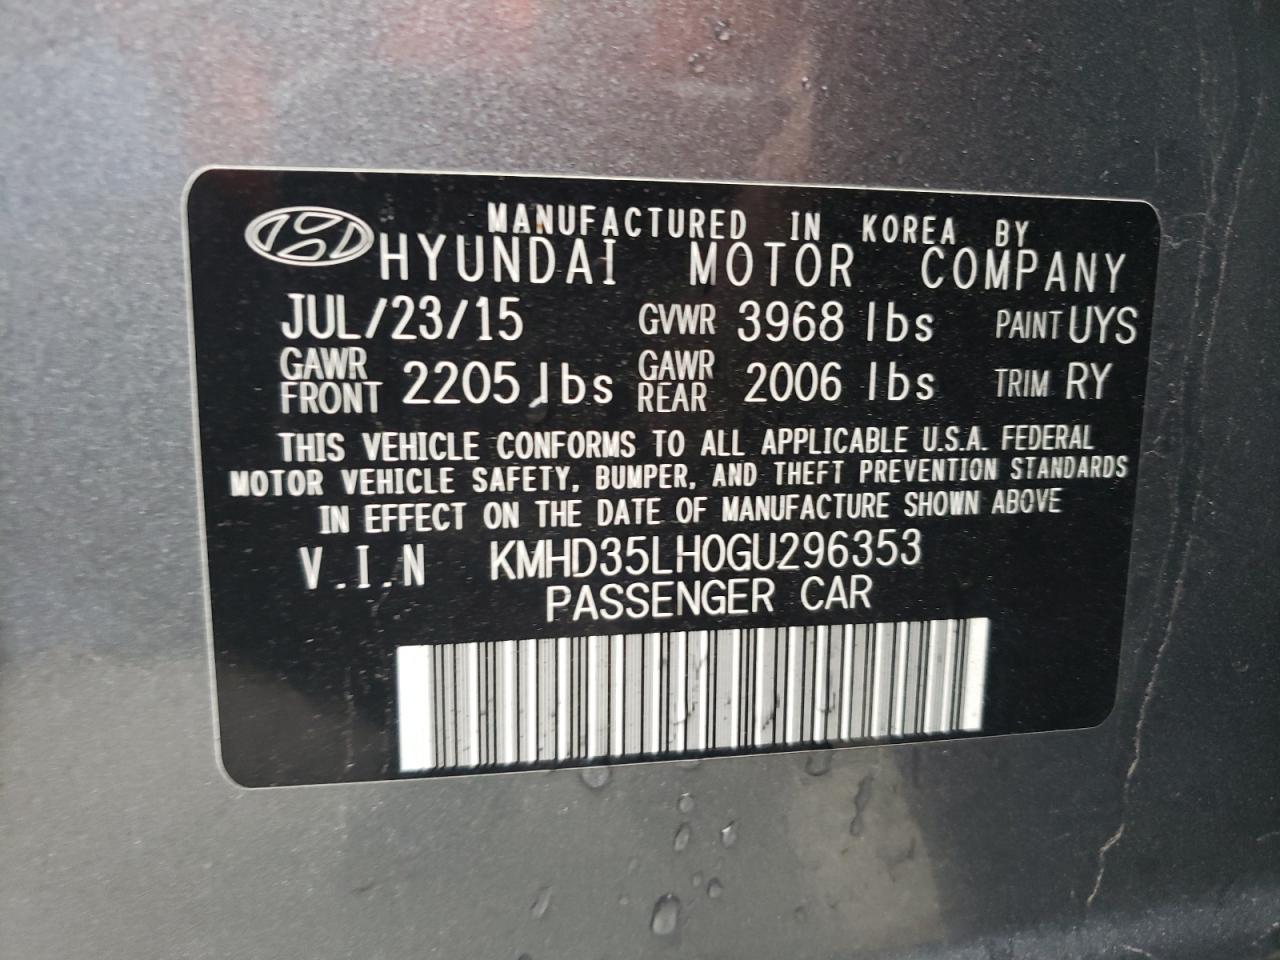 MANUFACTURED IN KOREA BY
HYUNDAI MOTOR COMPANY
JUL/23/15 GVWR 3968 lbs PAINT UYS
GAWR FRONT 2205 lbs GAWR REAR 2006 lbs TRIM RY
THIS VEHICLE CONFORMS TO ALL APPLICABLE U.S.A. FEDERAL
MOTOR VEHICLE SAFETY, BUMPER, AND THEFT PREVENTION STANDARDS
IN EFFECT ON THE DATE OF MANUFACTURE SHOWN ABOVE
V.I.N KMHD35LH0GU296353
PASSENGER CAR